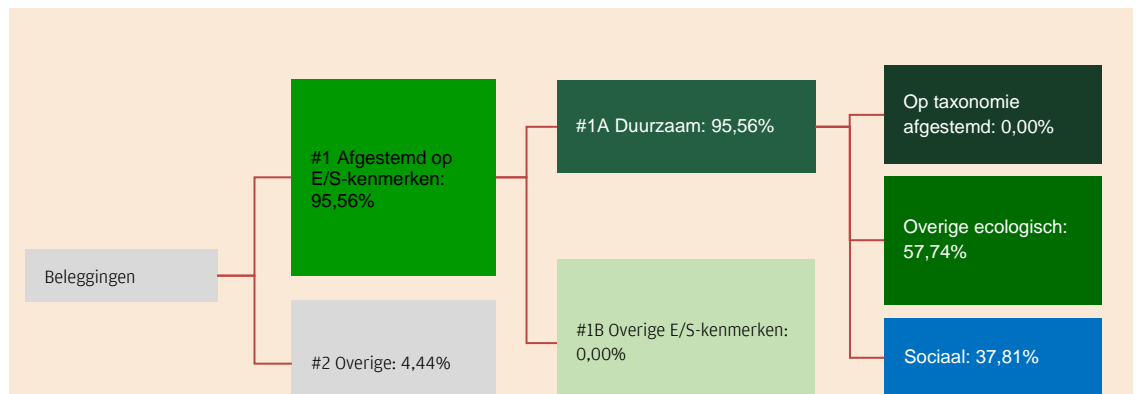 Beleggingen
#1 Afgestemd op
E/S-kenmerken:
95,56%
#2 Overige: 4,44%
#1A Duurzaam: 95,56%
#1B Overige E/S-kenmerken:
0,00%
Op taxonomie
afgestemd: 0,00%
Overige ecologisch:
57,74%
Sociaal: 37,81%